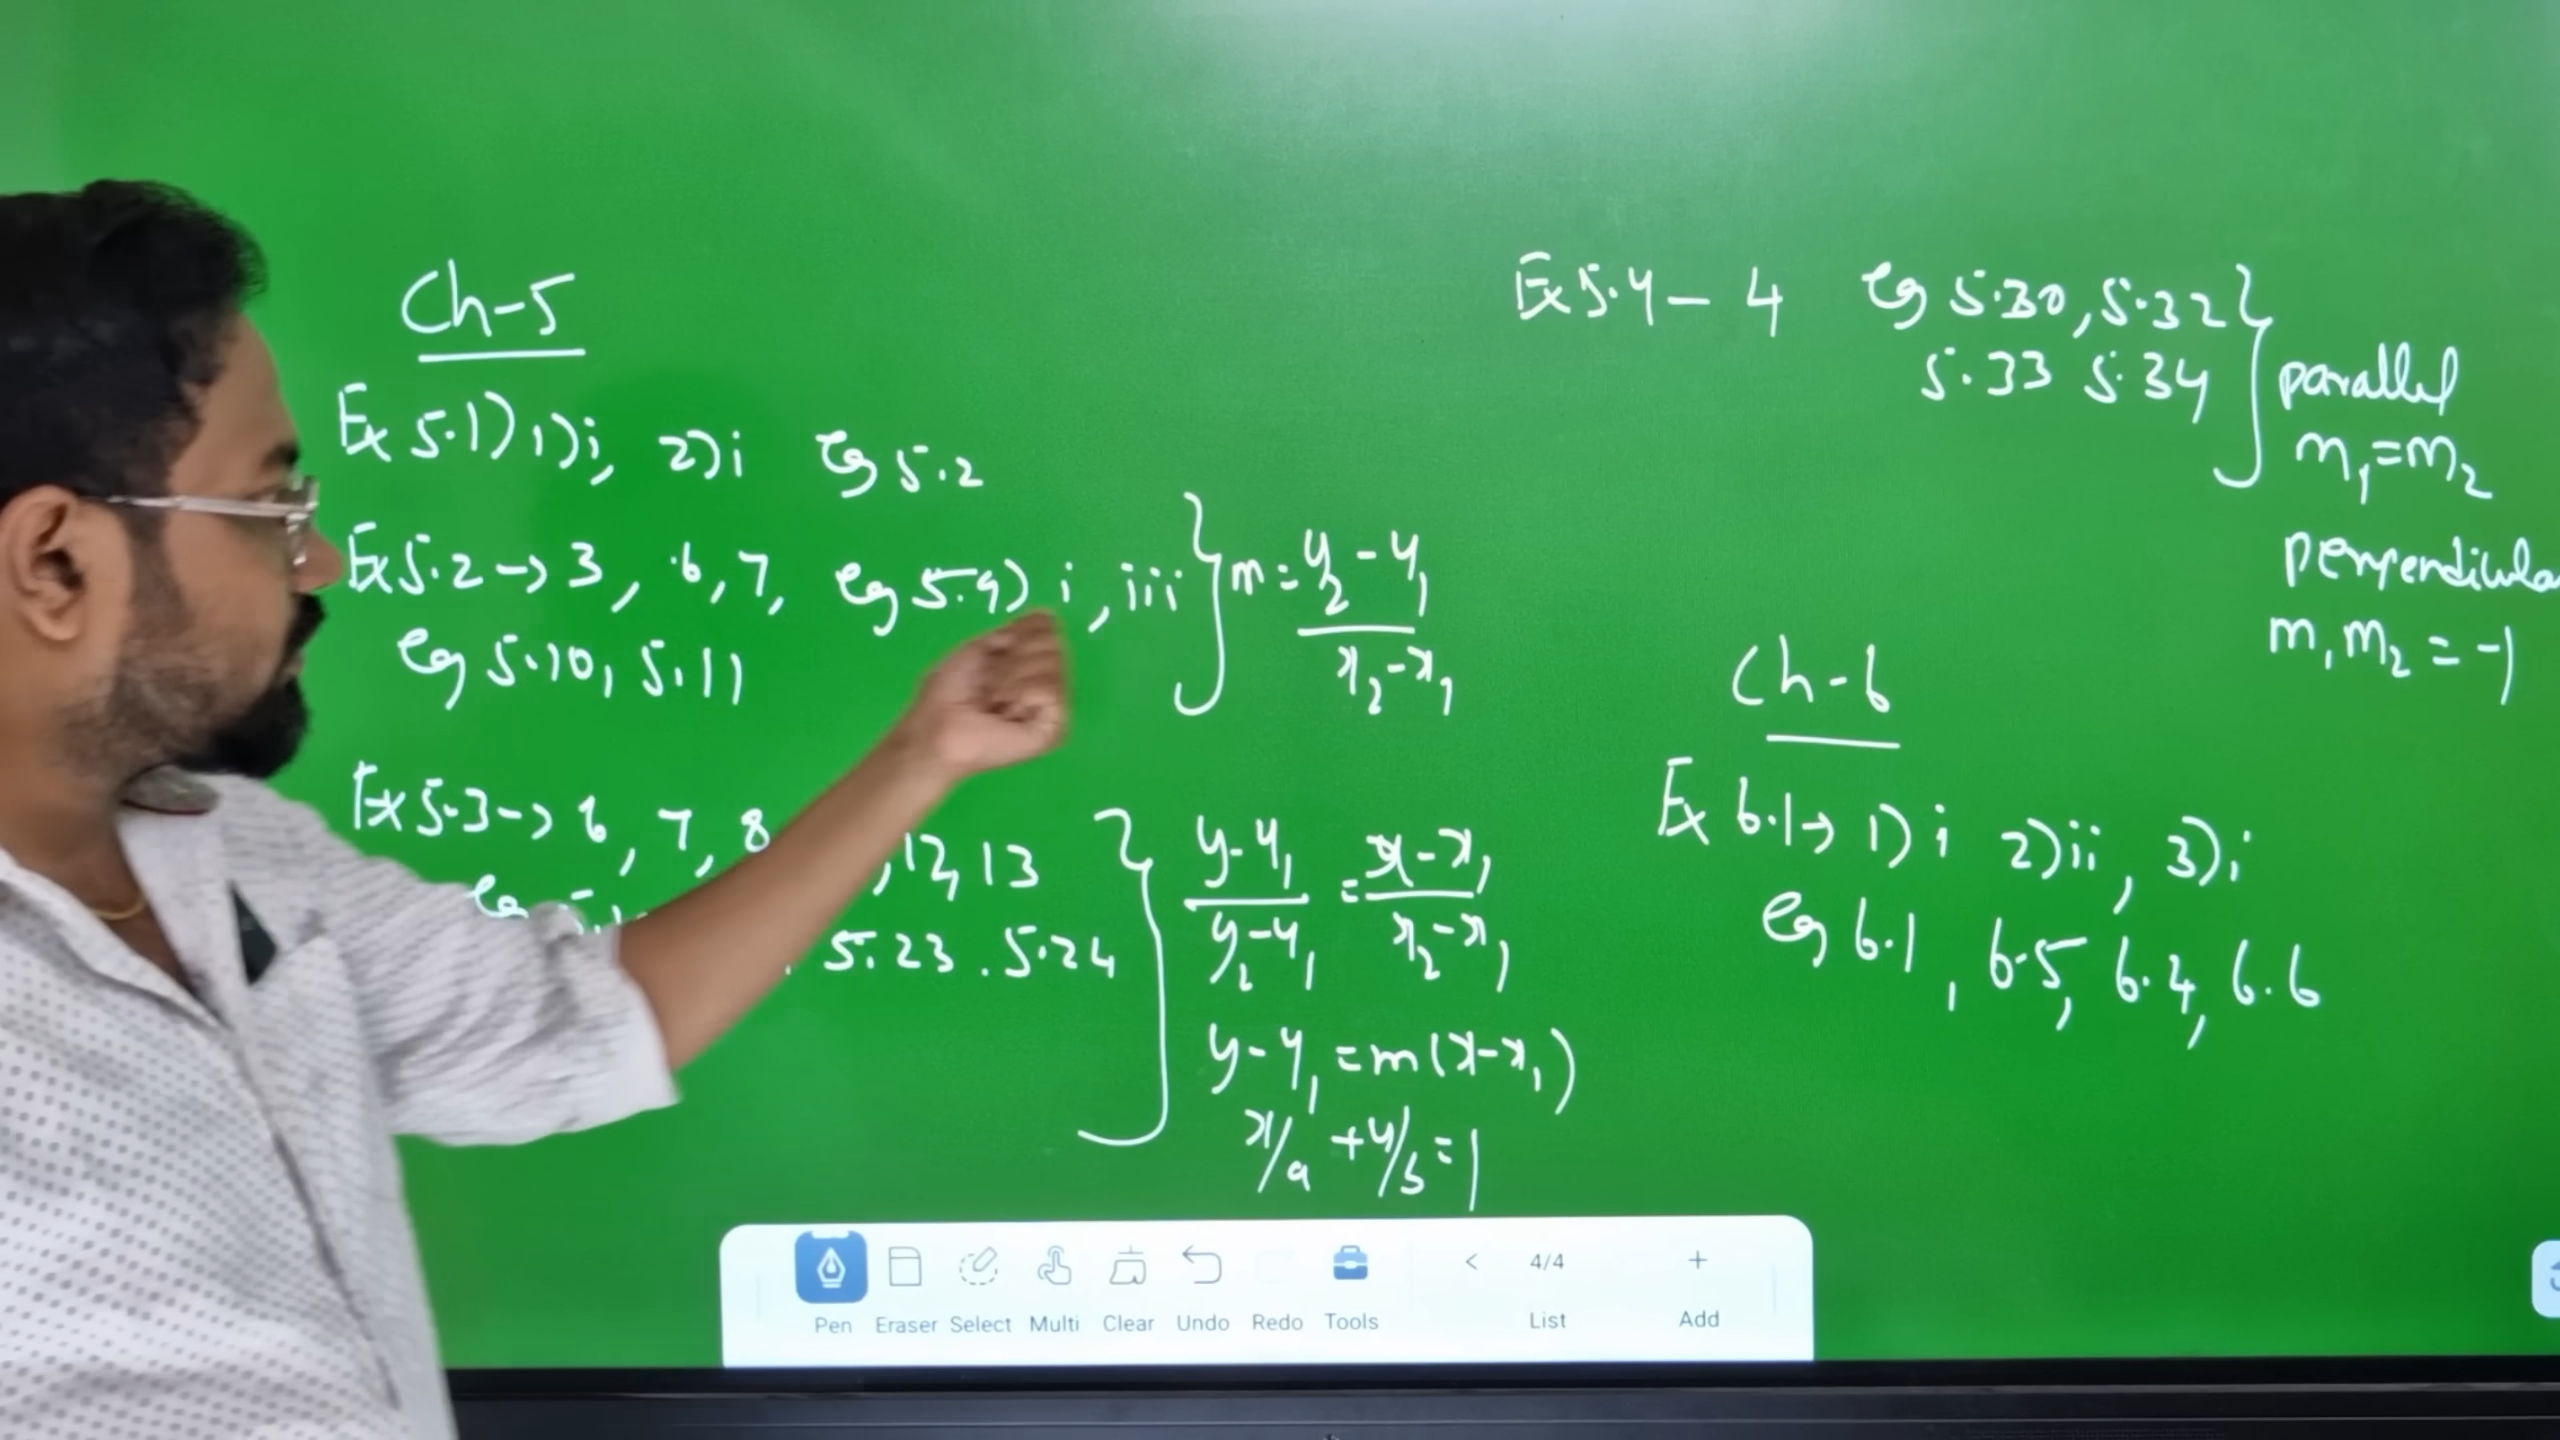 Ch-5
Ex 5.1) 1)i, 2)i eg 5.2
Ex 5.2 -> 3, 6, 7, eg 5.9) i, iii
eg 5.10, 5.11
m = y2 - y1 / x2 - x1
Ex 5.3 -> 6, 7, 8 , 12, 13
eg 5.23. 5.24
y-y1 / y2-y1 = x-x1 / x2-x1
y-y1 = m(x-x1)
x/a + y/b = 1
Ex 5.4 - 4 eg 5.30, 5.32
5.33 5.34
parallel
m1 = m2
perpendicula
m1 m2 = -1
Ch-6
Ex 6.1 -> 1) i 2)ii, 3)i
eg 6.1, 6.5, 6.4, 6.6
4/4
Pen Eraser Select Multi Clear Undo Redo Tools List Add